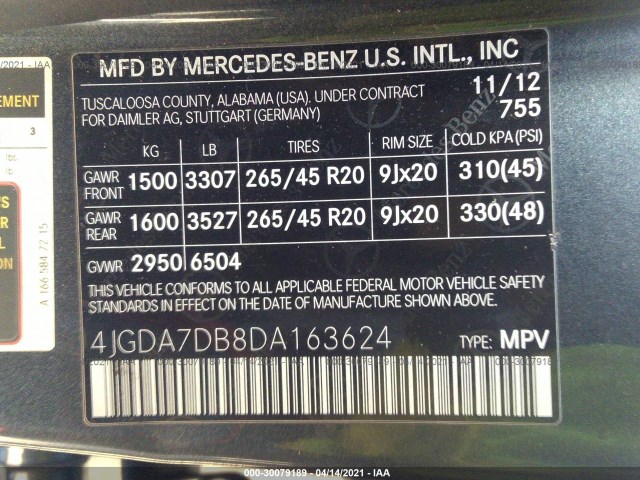 /2021 - IAA
EMENT
3
'S
R
L
ON
A 166 584 72 15
MFD BY MERCEDES-BENZ U.S. INTL., INC
TUSCALOOSA COUNTY, ALABAMA (USA). UNDER CONTRACT
FOR DAIMLER AG, STUTTGART (GERMANY)
11/12
755
KG LB TIRES RIM SIZE COLD KPA (PSI)
GAWR FRONT 1500 3307 265/45 R20 9Jx20 310(45)
GAWR REAR 1600 3527 265/45 R20 9Jx20 330(48)
GVWR 2950 6504
THIS VEHICLE CONFORMS TO ALL APPLICABLE FEDERAL MOTOR VEHICLE SAFETY
STANDARDS IN EFFECT ON THE DATE OF MANUFACTURE SHOWN ABOVE.
4JGDA7DB8DA163624 TYPE: MPV
000-30079189 - 04/14/2021 - IAA